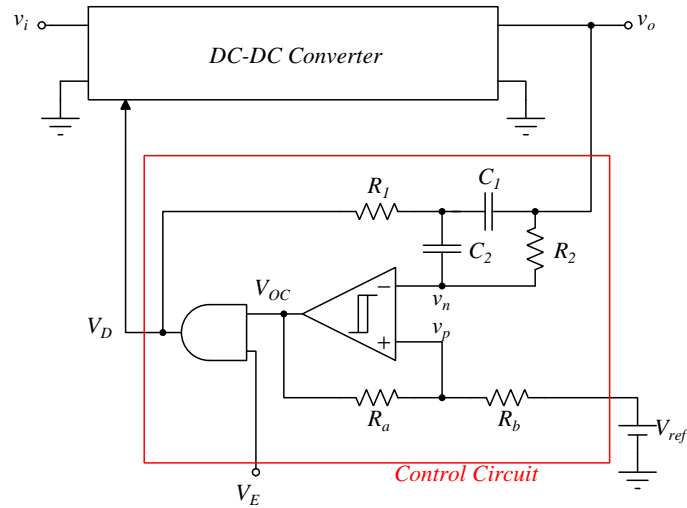 v_i
DC-DC Converter
v_o
R_1
C_1
C_2
R_2
V_OC
v_n
V_D
v_p
−
+
R_a
R_b
V_ref
V_E
Control Circuit